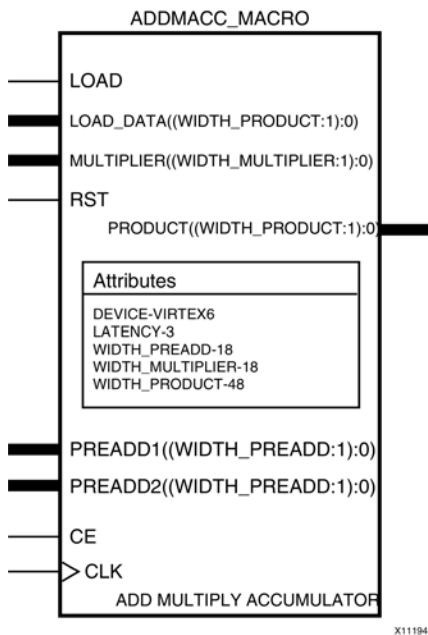 ADDMACC_MACRO
LOAD
LOAD_DATA((WIDTH_PRODUCT:1):0)
MULTIPLIER((WIDTH_MULTIPLIER:1):0)
RST
PRODUCT((WIDTH_PRODUCT:1):0)
Attributes
DEVICE-VIRTEX6
LATENCY-3
WIDTH_PREADD-18
WIDTH_MULTIPLIER-18
WIDTH_PRODUCT-48
PREADD1((WIDTH_PREADD:1):0)
PREADD2((WIDTH_PREADD:1):0)
CE
CLK
ADD MULTIPLY ACCUMULATOR
X11194